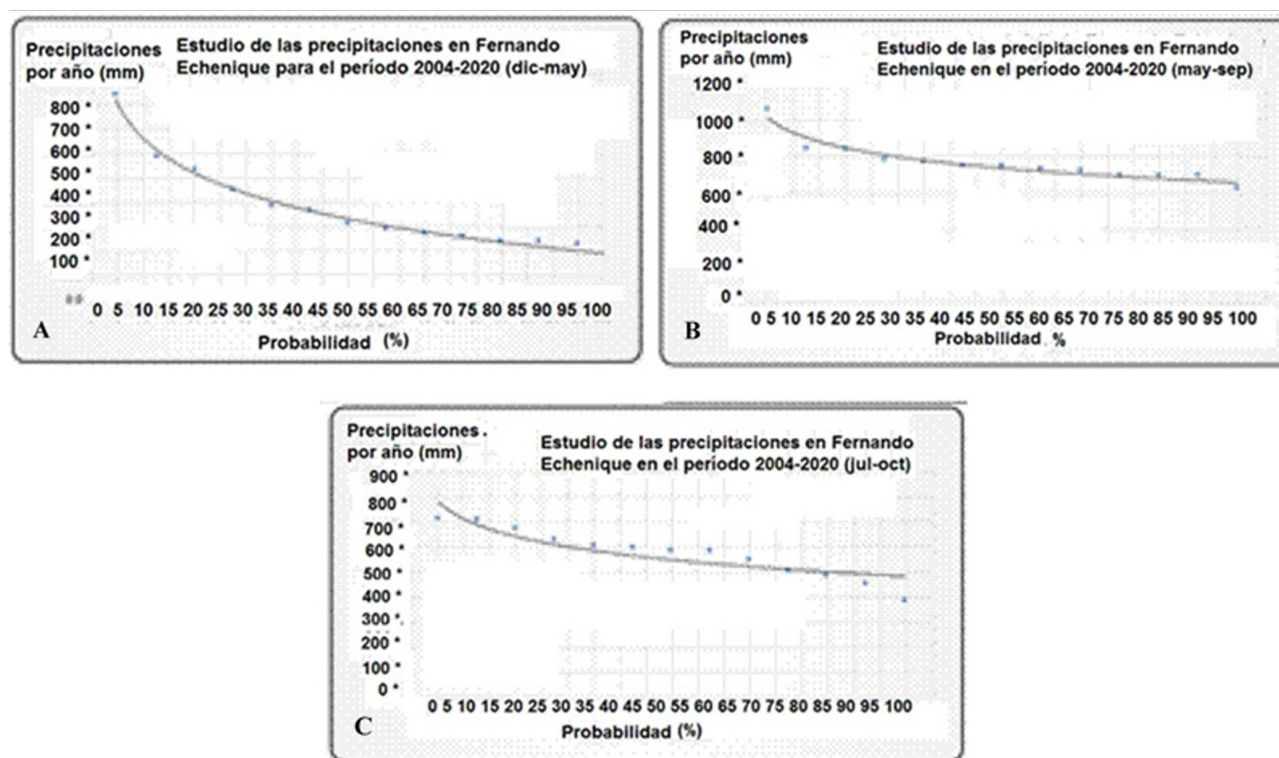 Precipitaciones
por año (mm)
Estudio de las precipitaciones en Fernando
Echenique para el período 2004-2020 (dic-may)
800 *
700 *
600 *
500 *
400 *
300 *
200 *
100 *
0 5 10 20 25 30 35 40 45 50 55 60 65 70 75 80 85 90 95 100
Probabilidad (%)
A
Precipitaciones
por año (mm)
Estudio de las precipitaciones en Fernando
Echenique en el período 2004-2020 (may-sep)
1200 *
1000 *
800 *
600 *
400 *
200 *
0 *
0 5 10 15 20 25 30 35 40 45 50 55 60 65 70 75 80 85 90 95 100
Probabilidad . %
B
Precipitaciones .
por año (mm)
Estudio de las precipitaciones en Fernando
Echenique en el período 2004-2020 (jul-oct)
900 *
800 *
700 *
600 *
500 *
400 *
300 *
200 *
100 *
0 *
0 5 10 15 20 25 30 35 40 45 50 55 60 65 70 75 80 85 90 95 100
Probabilidad (%)
C